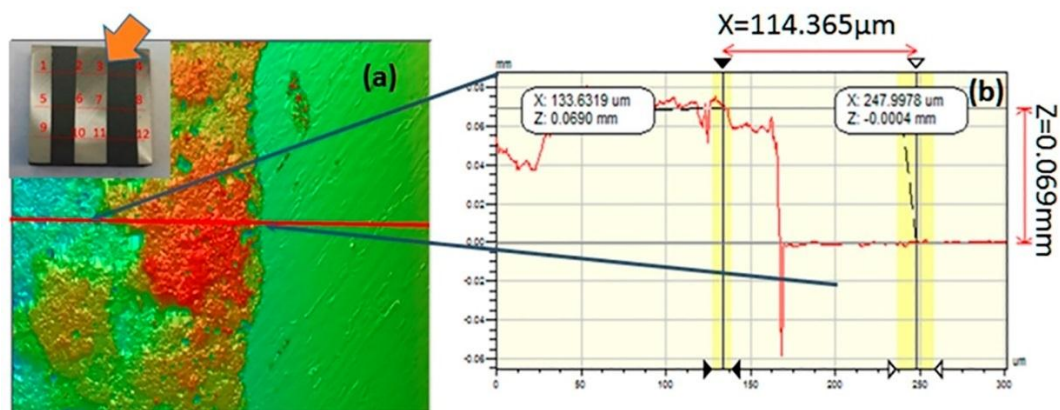 X=114.365μm
(a)
1 2 3 4
5 6 7 8
9 10 11 12
mm
(b)
X: 133.6319 um
Z: 0.0690 mm
X: 247.9978 um
Z: -0.0004 mm
Z=0.069mm
0.08
0.06
0.04
0.02
0.00
-0.02
-0.04
-0.06
0 50 100 150 200 250 300
um